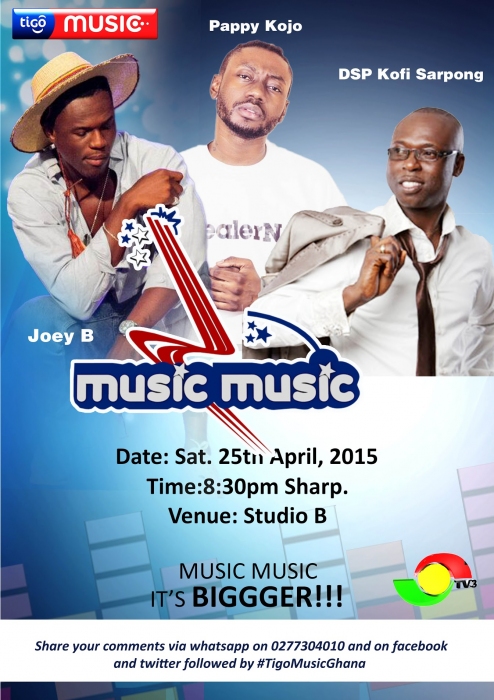 tigo MUSIC
Pappy Kojo
DSP Kofi Sarpong
ealerN
Joey B
music music
Date: Sat. 25th April, 2015
Time:8:30pm Sharp.
Venue: Studio B
MUSIC MUSIC
IT'S BIGGGER!!!
TV3
Share your comments via whatsapp on 0277304010 and on facebook
and twitter followed by #TigoMusicGhana